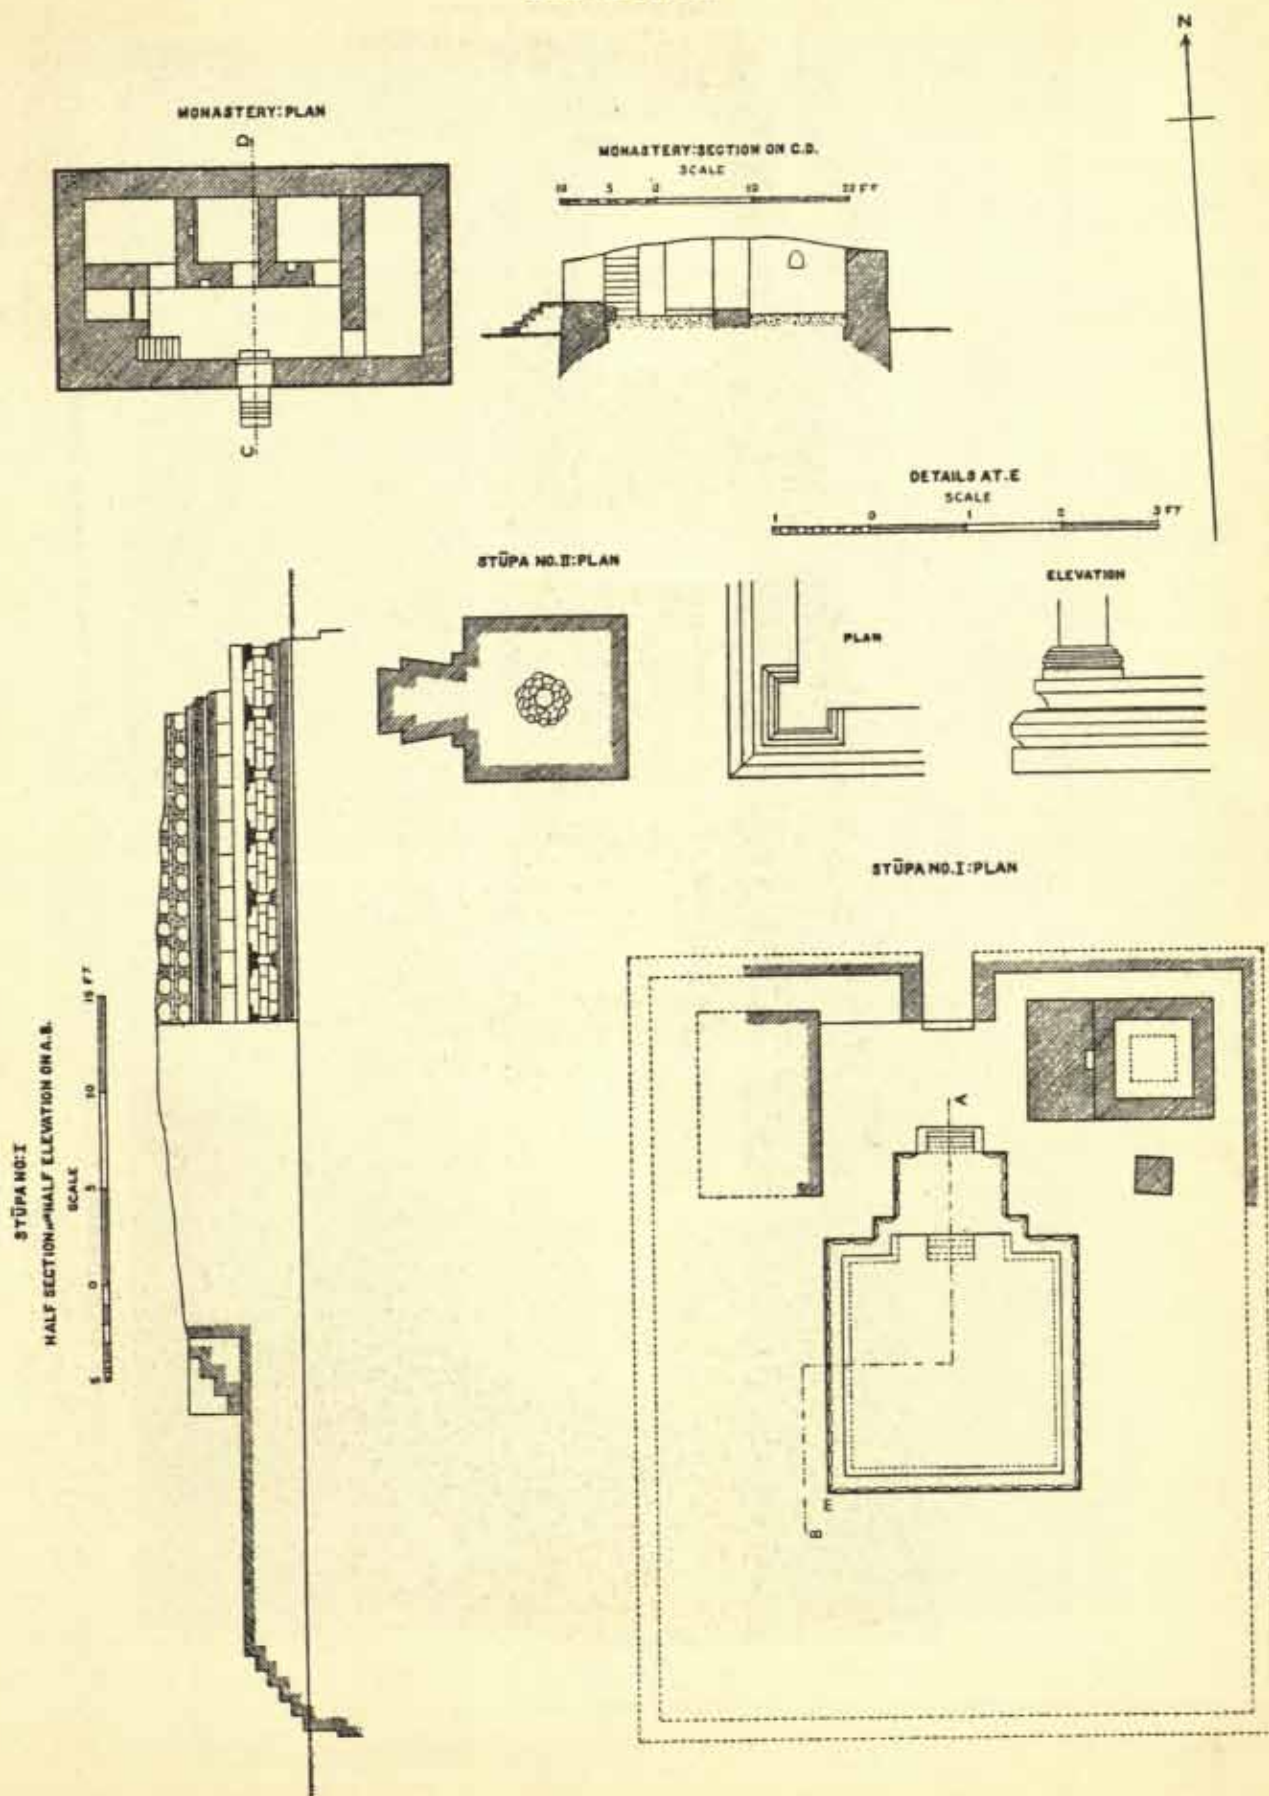 N
MONASTERY:PLAN
D
C
MONASTERY:SECTION ON C.D.
SCALE
10 5 0 10 20 FT
DETAILS AT.E
SCALE
1 0 1 2 3 FT
STŪPA NO.II:PLAN
PLAN
ELEVATION
STŪPA NO.I:PLAN
A
B
E
STŪPA NO:I
HALF SECTION AND HALF ELEVATION ON A.B.
SCALE
5 0 5 10 15 FT